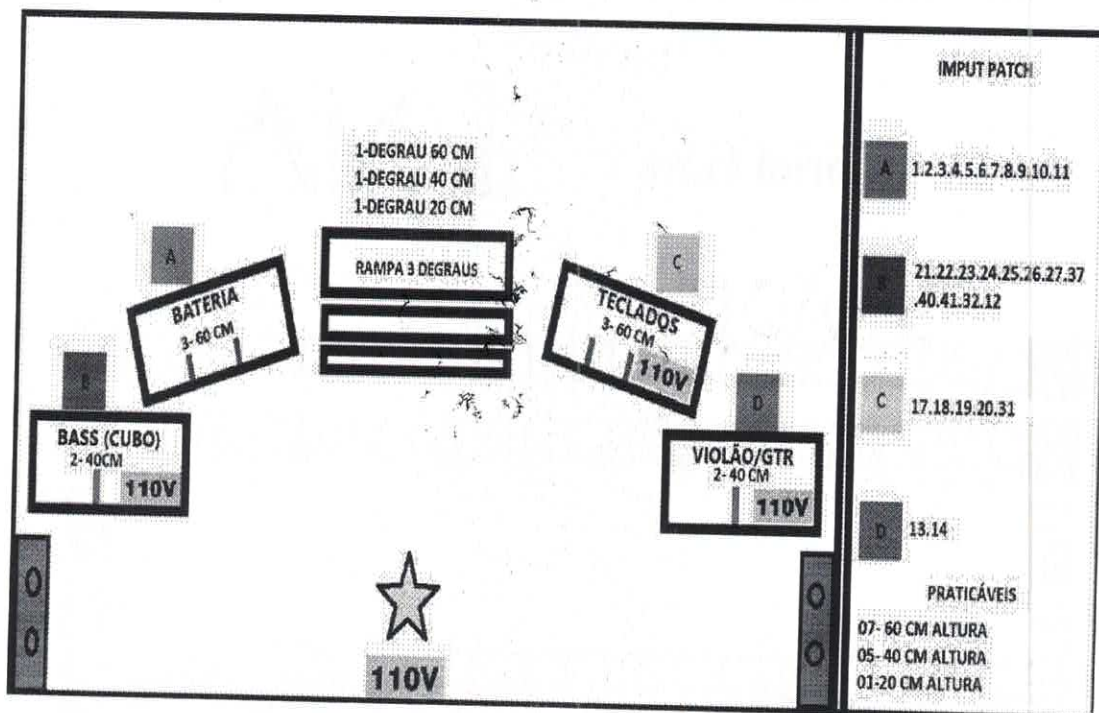 1-DEGRAU 60 CM
1-DEGRAU 40 CM
1-DEGRAU 20 CM
RAMPA 3 DEGRAUS
A
BATERIA
3- 60 CM
C
TECLADOS
3- 60 CM
110V
B
BASS (CUBO)
2- 40CM
110V
D
VIOLÃO/GTR
2- 40 CM
110V
110V
IMPUT PATCH
A 1.2.3.4.5.6.7.8.9.10.11
B 21.22.23.24.25.26.27.37
.40.41.32.12
C 17.18.19.20.31
D 13.14
PRATICÁVEIS
07- 60 CM ALTURA
05- 40 CM ALTURA
01-20 CM ALTURA